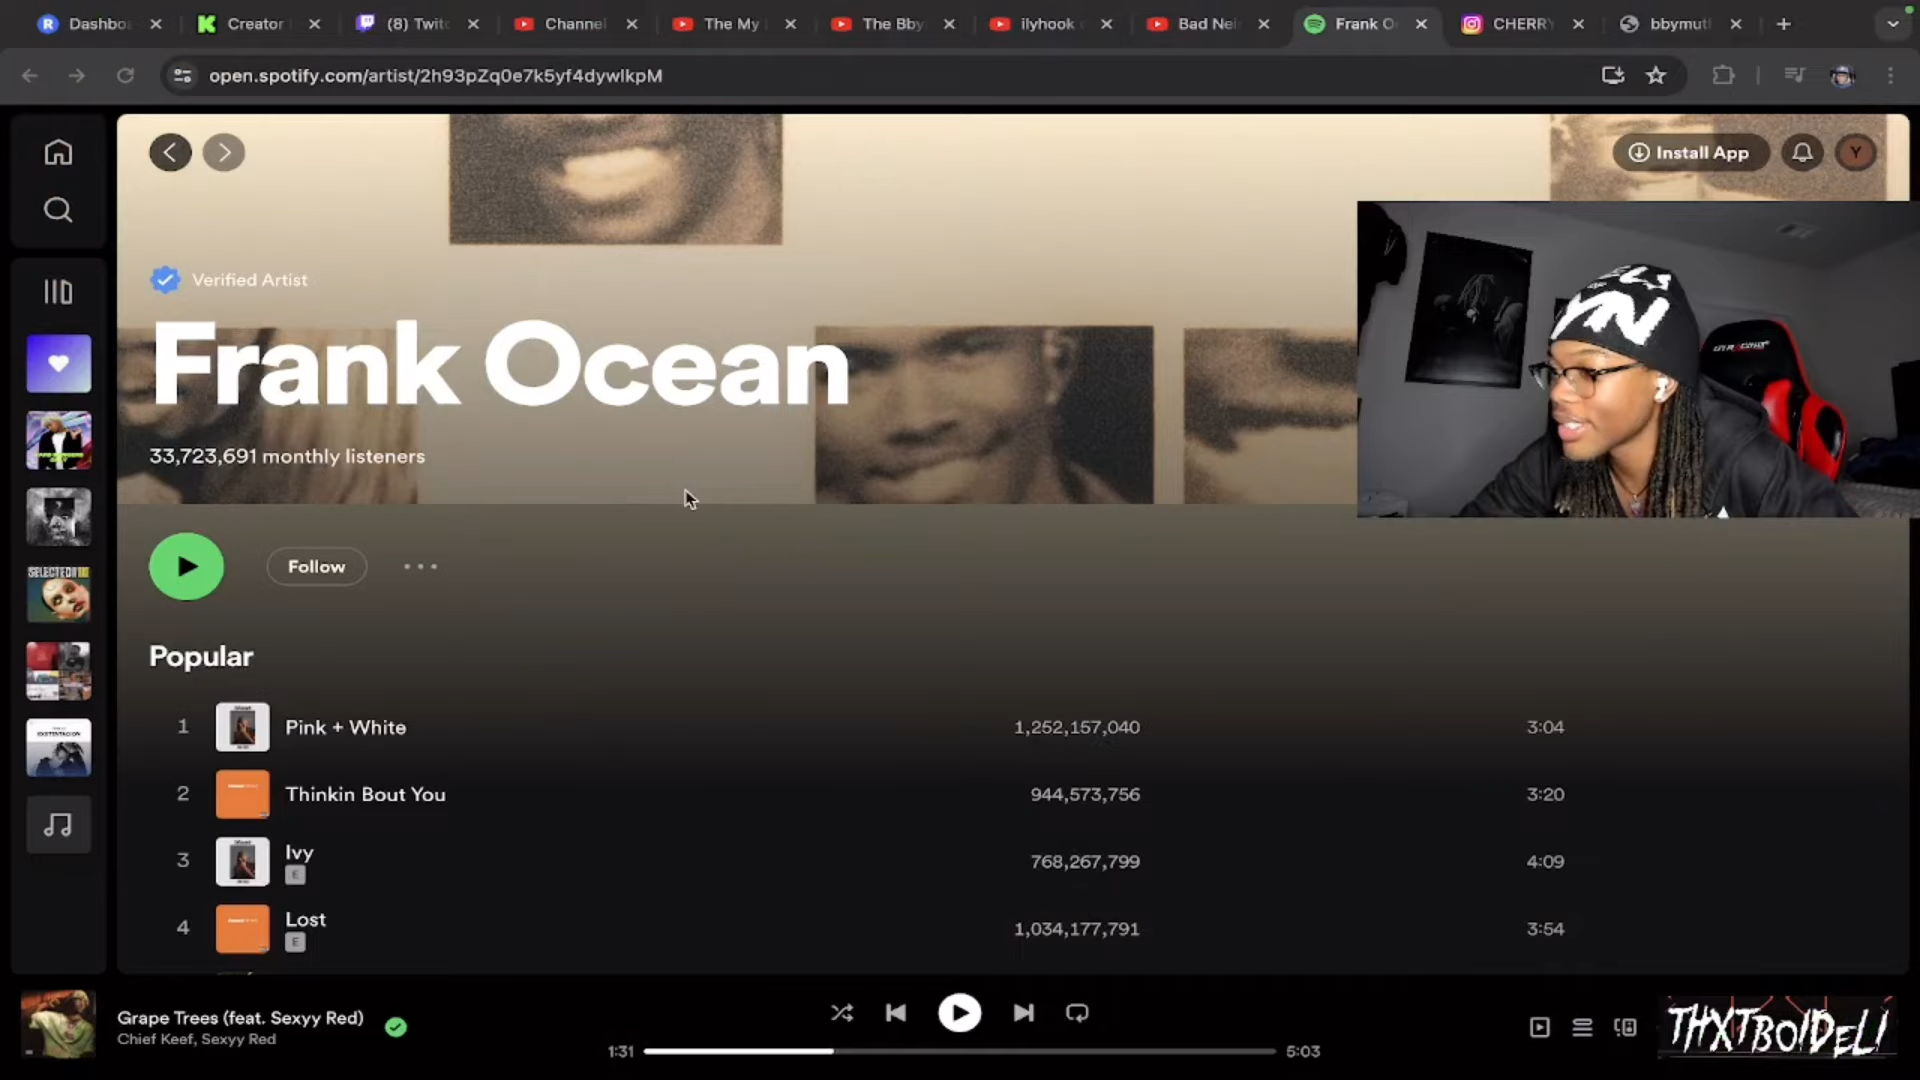 Dashbo
Creator
(8) Twit
Channel
The My
The Bby
ilyhook
Bad Nei
Frank O
CHERR
bbymut
open.spotify.com/artist/2h93pZq0e7k5yf4dywIkpM
Install App
Y
Verified Artist
Frank Ocean
33,723,691 monthly listeners
Follow
Popular
1 Pink + White 1,252,157,040 3:04
2 Thinkin Bout You 944,573,756 3:20
3 Ivy 768,267,799 4:09
E
4 Lost 1,034,177,791 3:54
E
SELECTED
Grape Trees (feat. Sexyy Red)
Chief Keef, Sexyy Red
1:31
5:03
THXTBOIDELI